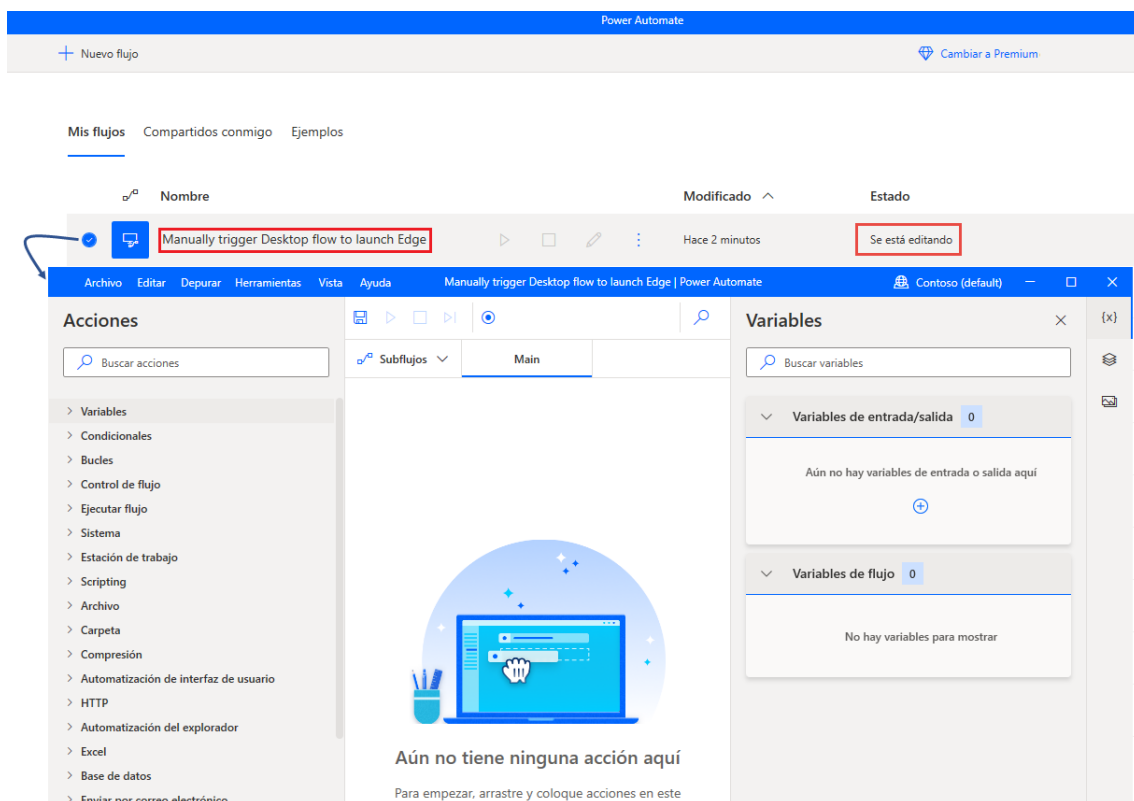 Power Automate
Nuevo flujo
Cambiar a Premium
Mis flujos Compartidos conmigo Ejemplos
Nombre Modificado Estado
Manually trigger Desktop flow to launch Edge Hace 2 minutos Se está editando
Archivo Editar Depurar Herramientas Vista Ayuda Manually trigger Desktop flow to launch Edge | Power Automate Contoso (default)
Acciones
Buscar acciones
Variables
Condicionales
Bucles
Control de flujo
Ejecutar flujo
Sistema
Estación de trabajo
Scripting
Archivo
Carpeta
Compresión
Automatización de interfaz de usuario
HTTP
Automatización del explorador
Excel
Base de datos
Enviar por correo electrónico
Subflujos Main
Aún no tiene ninguna acción aquí
Para empezar, arrastre y coloque acciones en este
Variables {x}
Buscar variables
Variables de entrada/salida 0
Aún no hay variables de entrada o salida aquí
Variables de flujo 0
No hay variables para mostrar